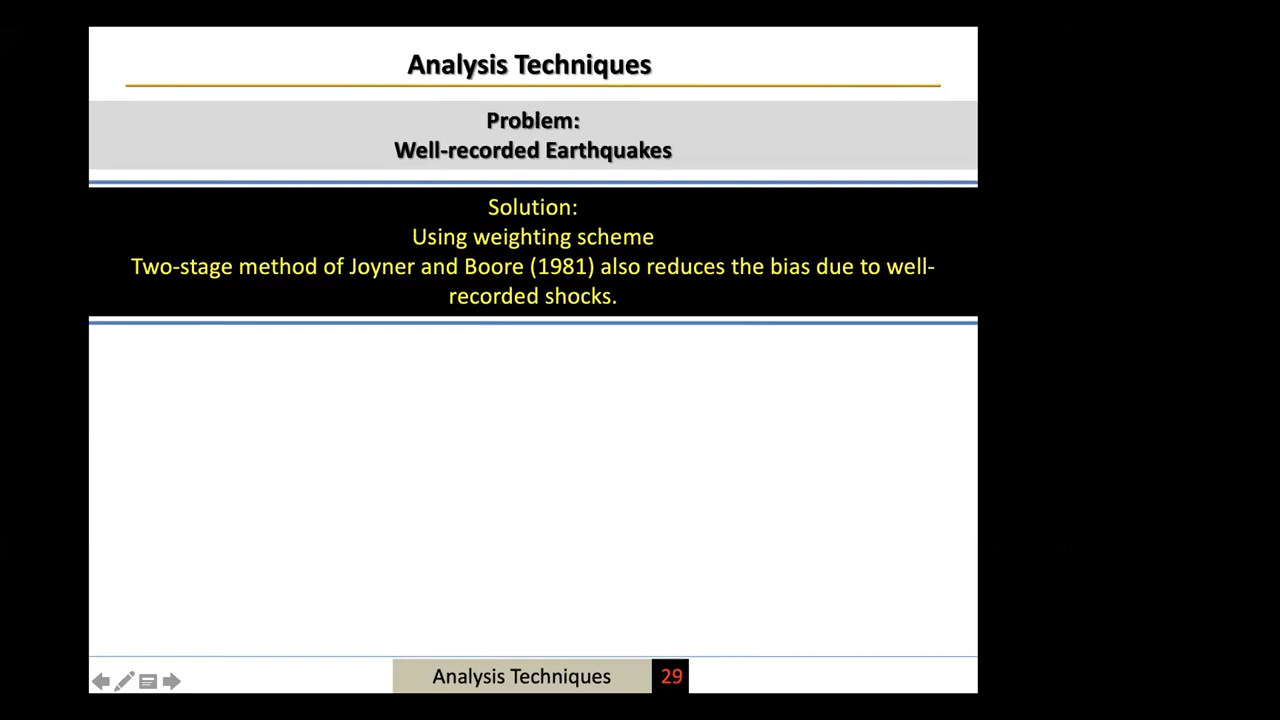 Analysis Techniques
Problem:
Well-recorded Earthquakes
Solution:
Using weighting scheme
Two-stage method of Joyner and Boore (1981) also reduces the bias due to well-
recorded shocks.
Analysis Techniques 29